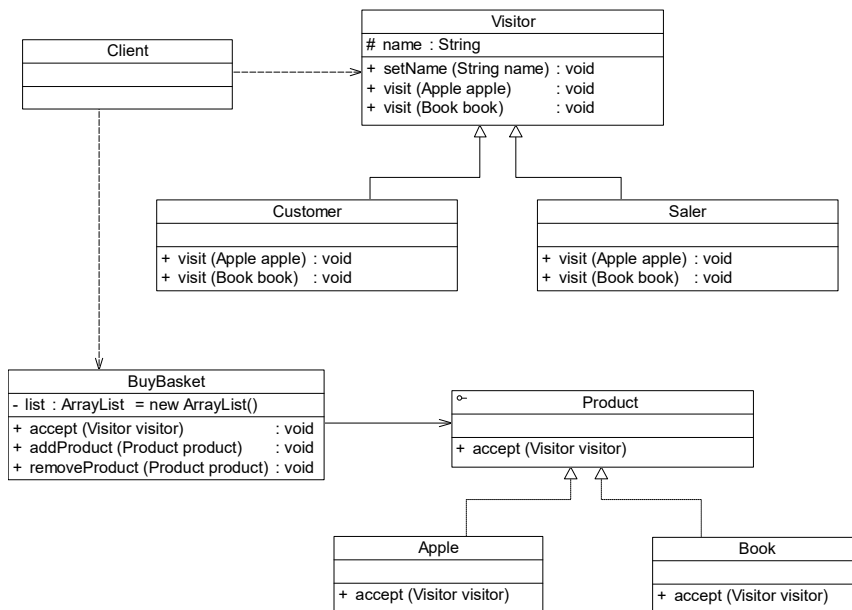 Client
Visitor
# name : String
+ setName (String name) : void
+ visit (Apple apple) : void
+ visit (Book book) : void
Customer
+ visit (Apple apple) : void
+ visit (Book book) : void
Saler
+ visit (Apple apple) : void
+ visit (Book book) : void
BuyBasket
- list : ArrayList = new ArrayList()
+ accept (Visitor visitor) : void
+ addProduct (Product product) : void
+ removeProduct (Product product) : void
Product
+ accept (Visitor visitor)
Apple
+ accept (Visitor visitor)
Book
+ accept (Visitor visitor)